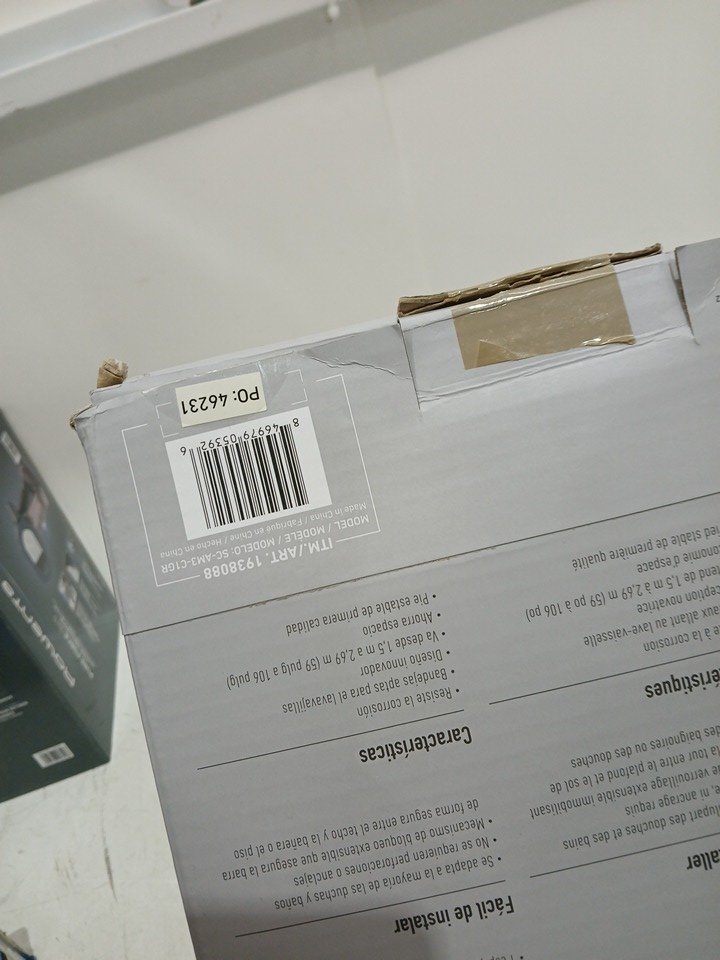 aller
lupart des douches et des bains
e, ni ancrage requis
de verrouillage extensible immobilisant
la tour entre le plafond et le sol de
des baignoires ou des douches
éristiques
e à la corrosion
eaux allant au lave-vaisselle
ception novatrice
tend de 1,5 m à 2,69 m (59 po à 106 po)
onomie d'espace
ied stable de première qualité
Fácil de instalar
• Se adapta a la mayoría de las duchas y baños
• No se requieren perforaciones o anclajes
• Mecanismo de bloqueo extensible que asegura la barra
de forma segura entre el techo y la bañera o el piso
Características
• Resiste la corrosión
• Bandejas aptas para el lavavajillas
• Diseño innovador
• Va desde 1,5 m a 2,69 m (59 pulg a 106 pulg)
• Ahorra espacio
• Pie estable de primera calidad
ITM./ART. 1938088
MODEL / MODÈLE / MODELO: SC-AM3-C1GR
Made in China / Fabriqué en Chine / Hecho en China
8 46979 05392 6
PO: 46231
ROWENTA